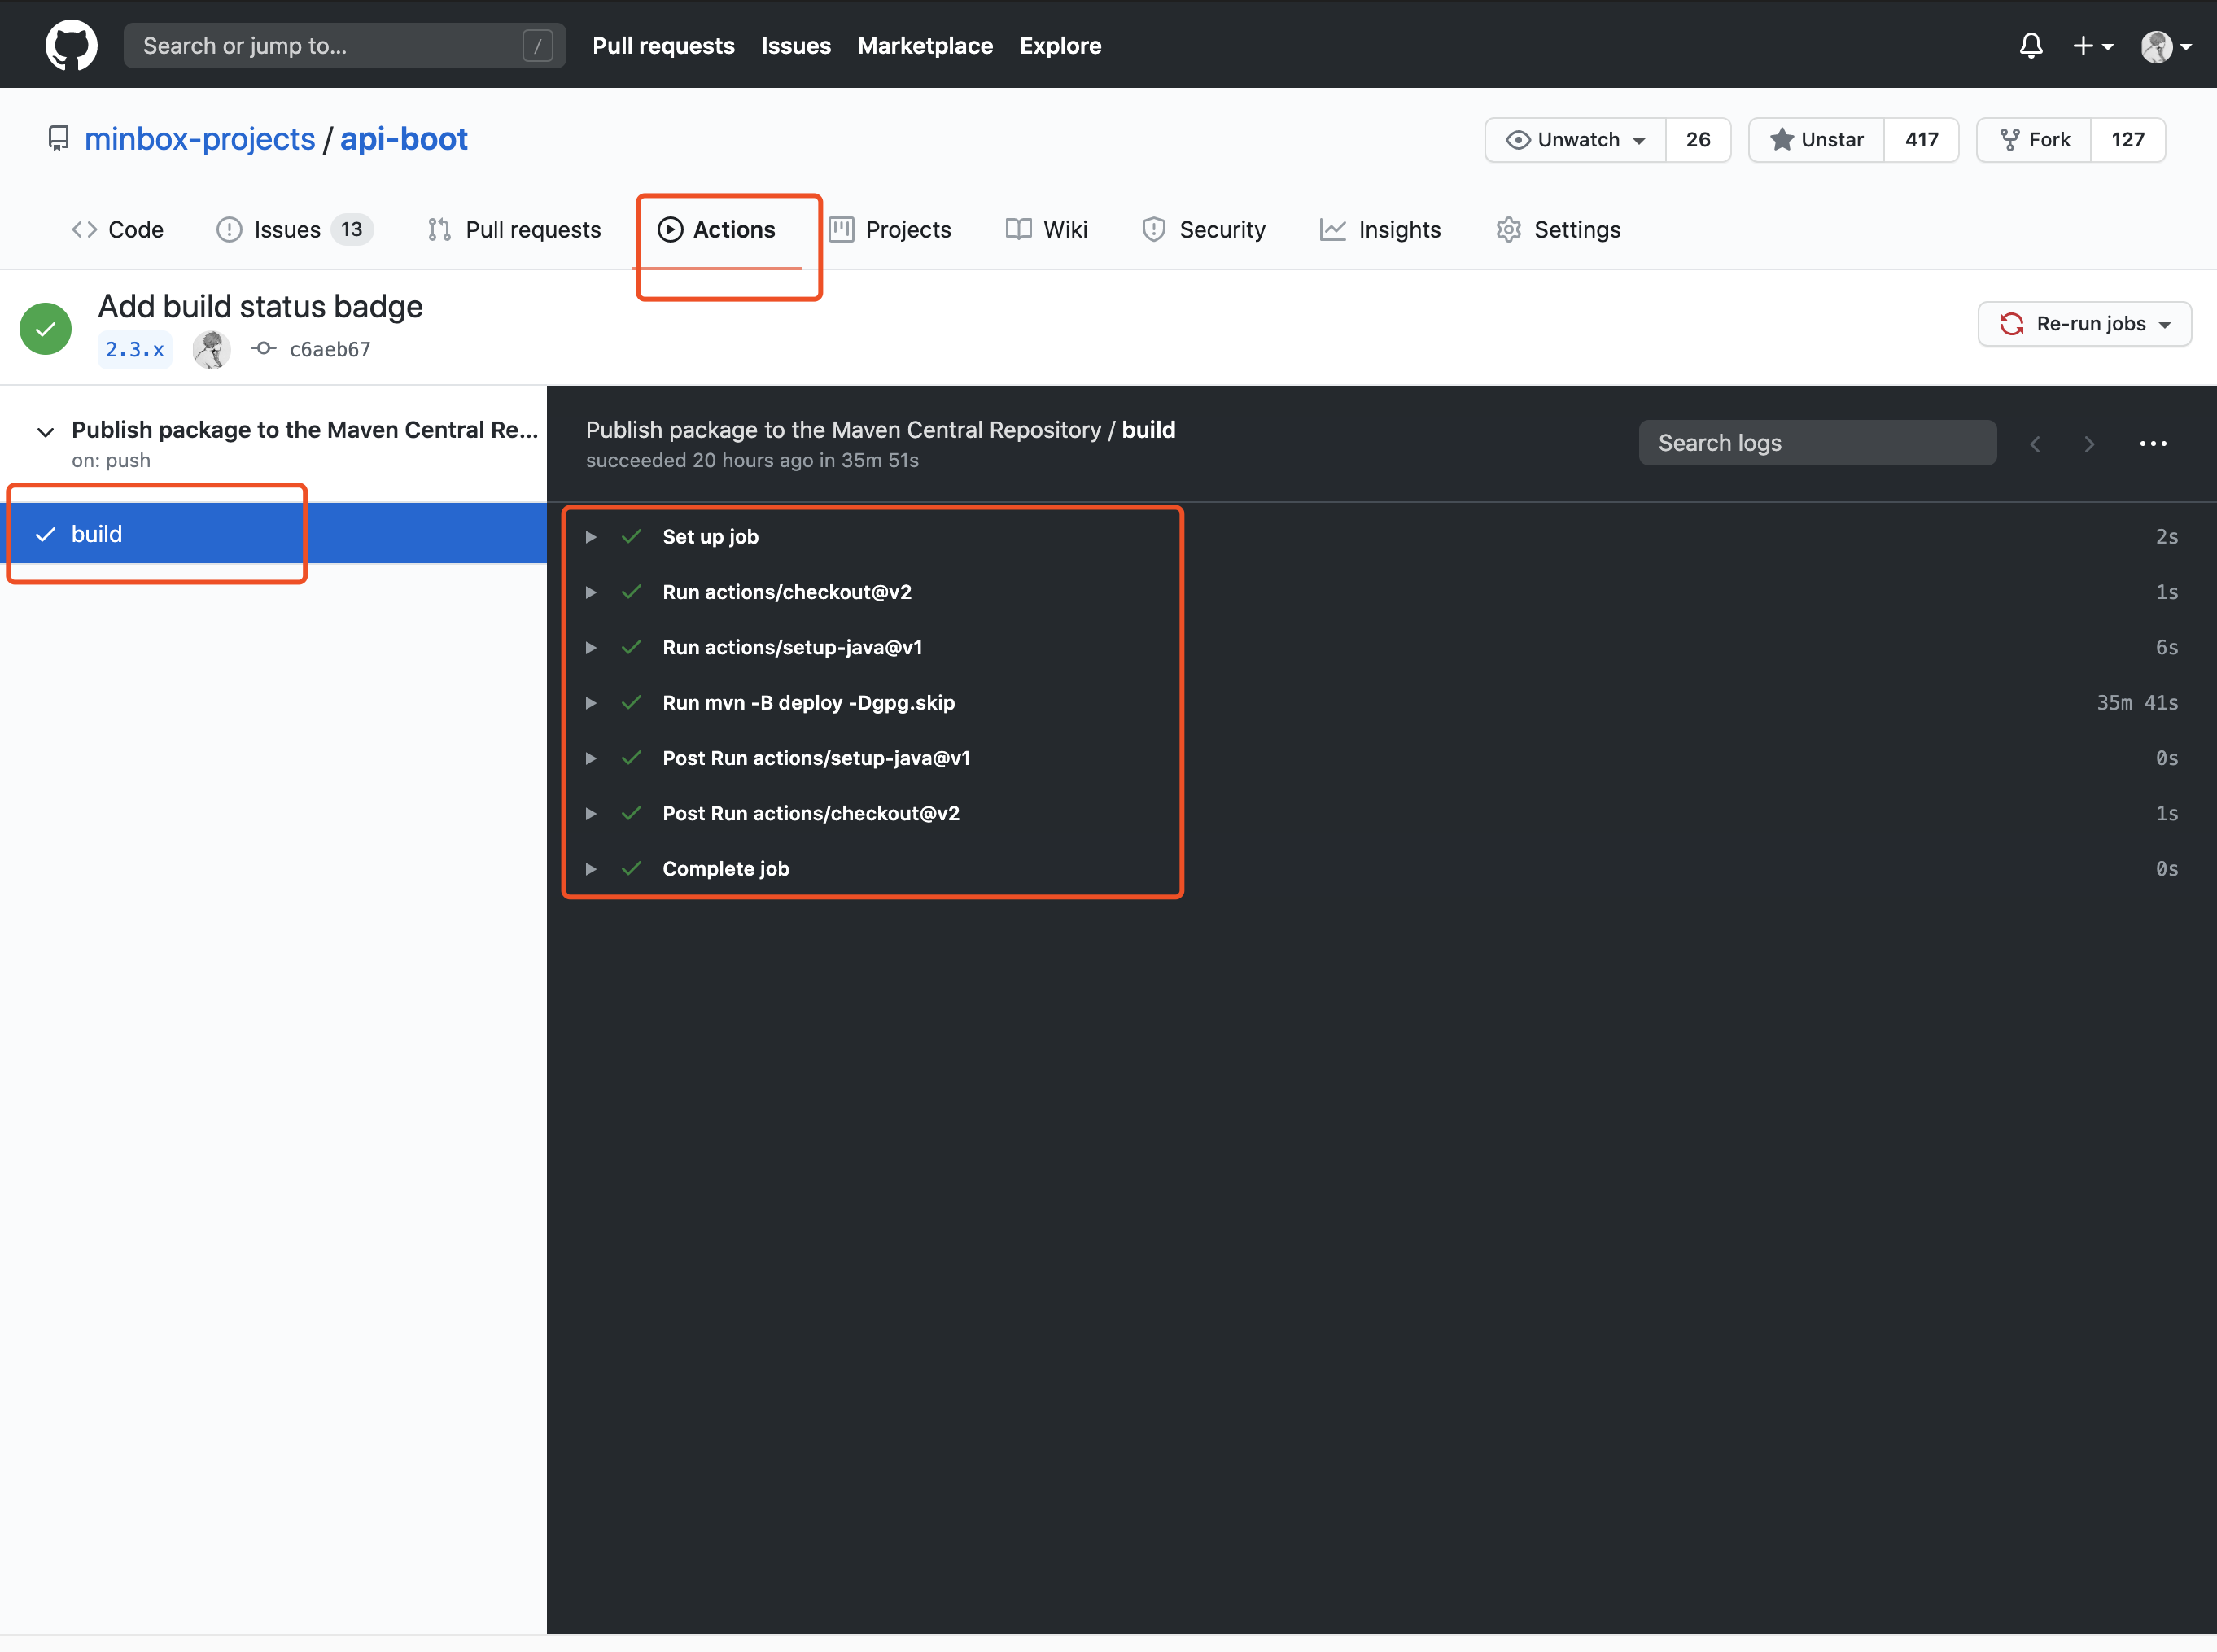 Search or jump to... / Pull requests Issues Marketplace Explore
minbox-projects / api-boot Unwatch 26 Unstar 417 Fork 127
Code Issues 13 Pull requests Actions Projects Wiki Security Insights Settings
Add build status badge
2.3.x c6aeb67
Re-run jobs
Publish package to the Maven Central Re...
on: push
build
Publish package to the Maven Central Repository / build
succeeded 20 hours ago in 35m 51s
Search logs
Set up job 2s
Run actions/checkout@v2 1s
Run actions/setup-java@v1 6s
Run mvn -B deploy -Dgpg.skip 35m 41s
Post Run actions/setup-java@v1 0s
Post Run actions/checkout@v2 1s
Complete job 0s